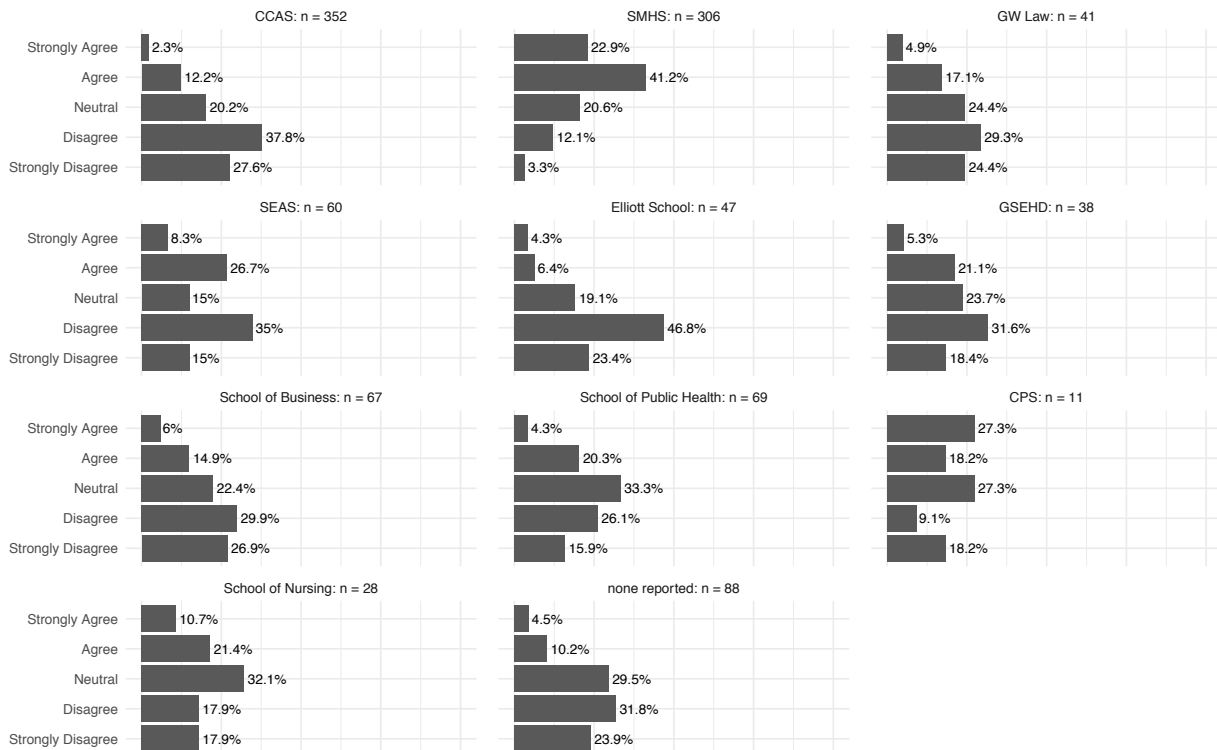 CCAS: n = 352
SMHS: n = 306
GW Law: n = 41
Strongly Agree 2.3% 22.9% 4.9%
Agree 12.2% 41.2% 17.1%
Neutral 20.2% 20.6% 24.4%
Disagree 37.8% 12.1% 29.3%
Strongly Disagree 27.6% 3.3% 24.4%
SEAS: n = 60
Elliott School: n = 47
GSEHD: n = 38
Strongly Agree 8.3% 4.3% 5.3%
Agree 26.7% 6.4% 21.1%
Neutral 15% 19.1% 23.7%
Disagree 35% 46.8% 31.6%
Strongly Disagree 15% 23.4% 18.4%
School of Business: n = 67
School of Public Health: n = 69
CPS: n = 11
Strongly Agree 6% 4.3% 27.3%
Agree 14.9% 20.3% 18.2%
Neutral 22.4% 33.3% 27.3%
Disagree 29.9% 26.1% 9.1%
Strongly Disagree 26.9% 15.9% 18.2%
School of Nursing: n = 28
none reported: n = 88
Strongly Agree 10.7% 4.5%
Agree 21.4% 10.2%
Neutral 32.1% 29.5%
Disagree 17.9% 31.8%
Strongly Disagree 17.9% 23.9%